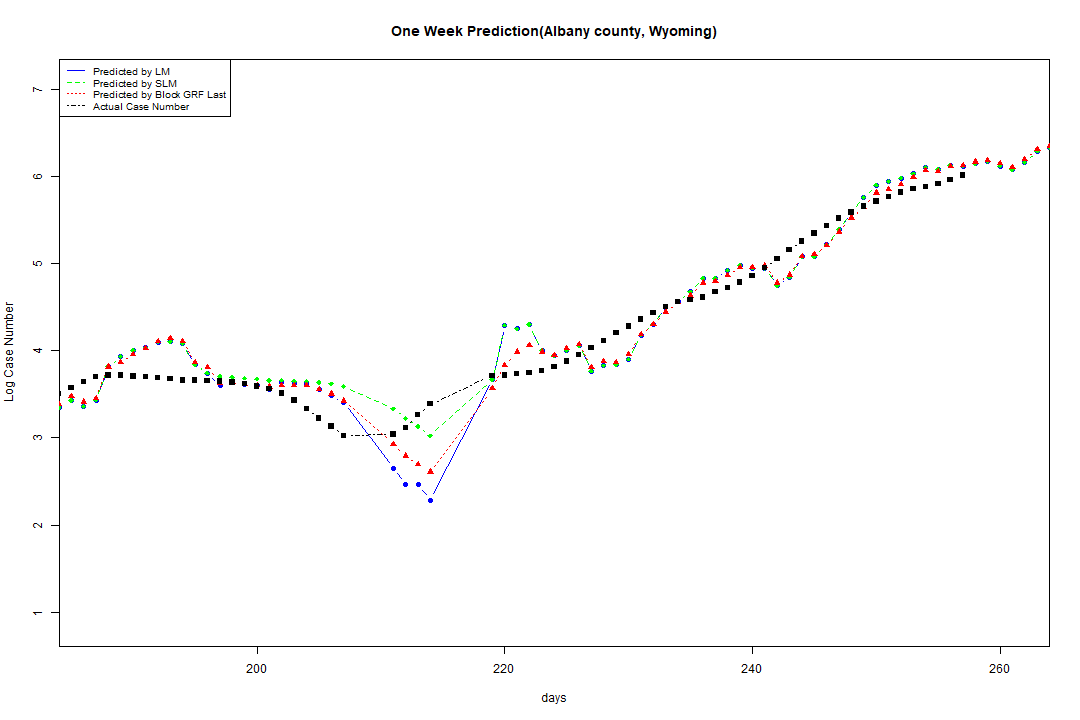 One Week Prediction(Albany county, Wyoming)
Predicted by LM
Predicted by SLM
Predicted by Block GRF Last
Actual Case Number
7
6
5
4
3
2
1
Log Case Number
200 220 240 260
days